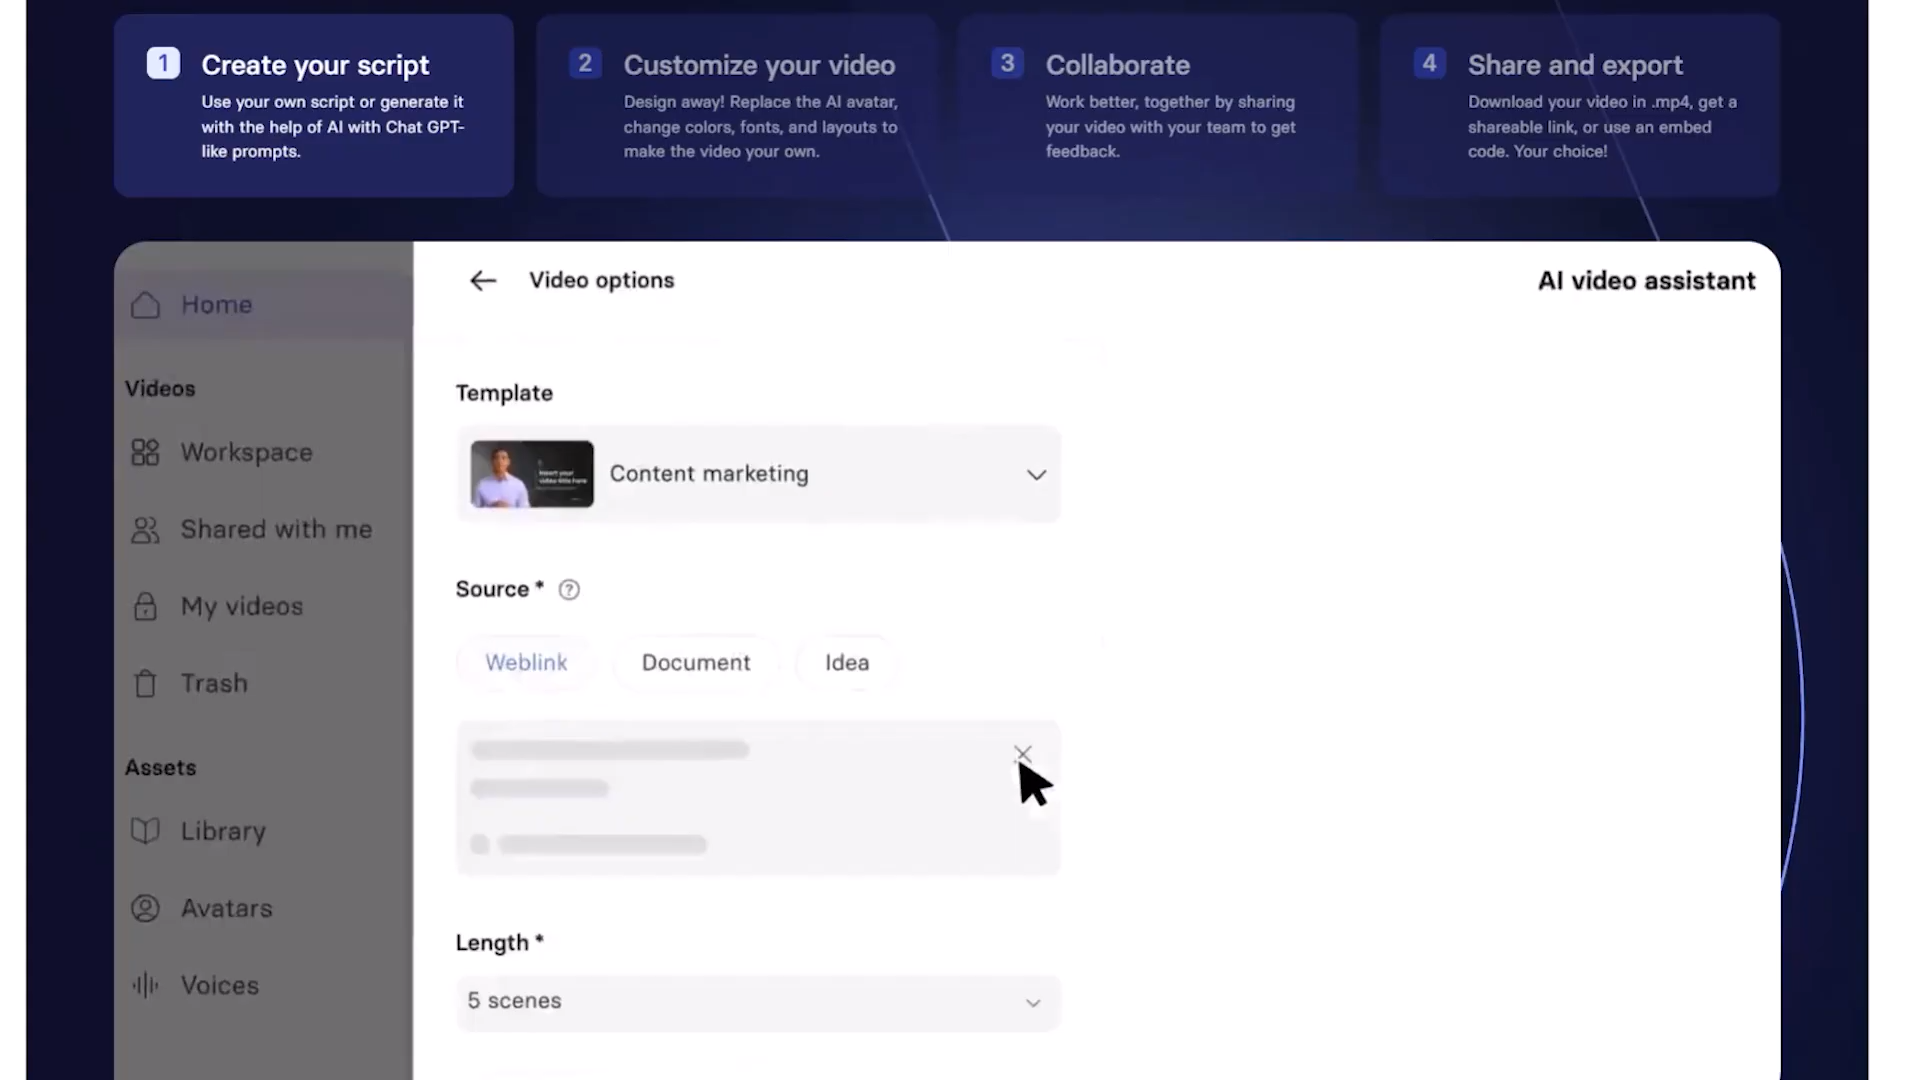 1 Create your script
Use your own script or generate it
with the help of AI with Chat GPT-
like prompts.
2 Customize your video
Design away! Replace the AI avatar,
change colors, fonts, and layouts to
make the video your own.
3 Collaborate
Work better, together by sharing
your video with your team to get
feedback.
4 Share and export
Download your video in .mp4, get a
shareable link, or use an embed
code. Your choice!
Home
Videos
Workspace
Shared with me
My videos
Trash
Assets
Library
Avatars
Voices
Video options
AI video assistant
Template
Insert your
video title here
Content marketing
Source * ?
Weblink
Document
Idea
Length *
5 scenes